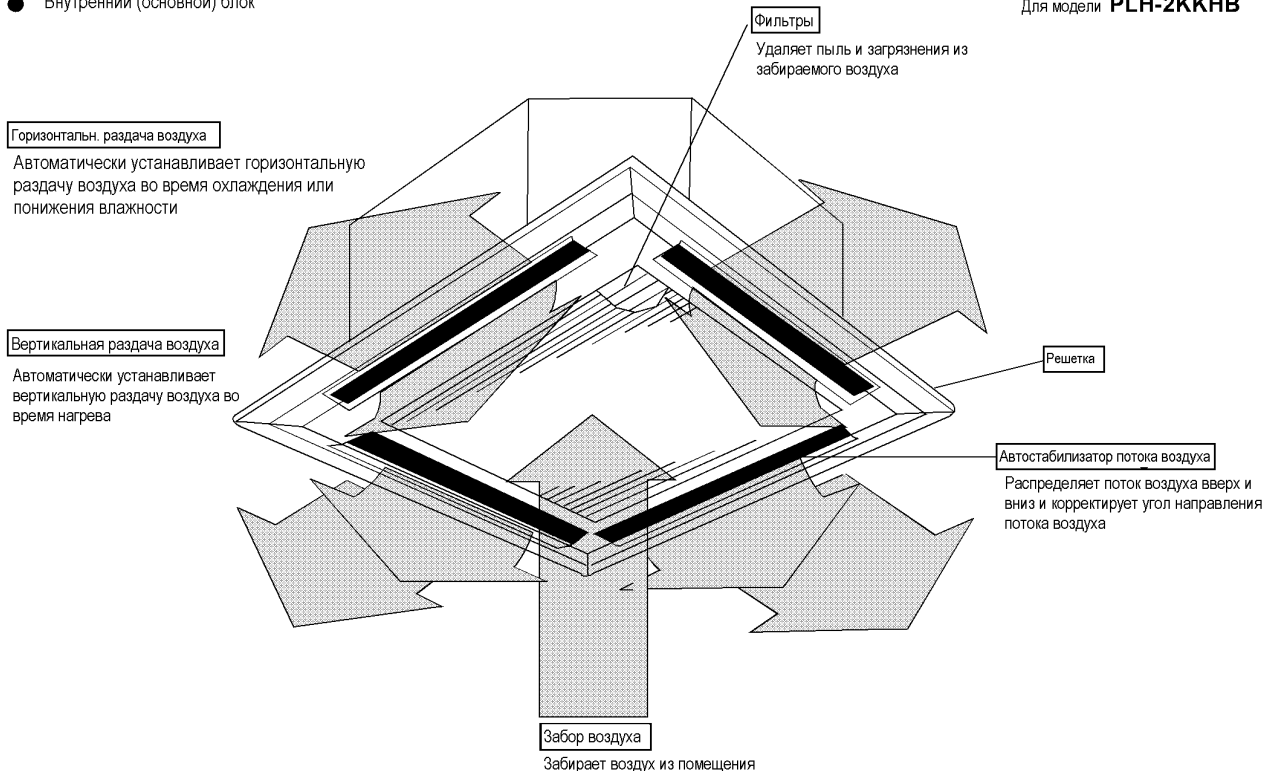 Внутренний (основной) блок
Для модели PLH-2KKHB
Фильтры
Удаляет пыль и загрязнения из
забираемого воздуха
Горизонтальн. раздача воздуха
Автоматически устанавливает горизонтальную
раздачу воздуха во время охлаждения или
понижения влажности
Вертикальная раздача воздуха
Автоматически устанавливает
вертикальную раздачу воздуха во
время нагрева
Решетка
Автостабилизатор потока воздуха
Распределяет поток воздуха вверх и
вниз и корректирует угол направления
потока воздуха
Забор воздуха
Забирает воздух из помещения